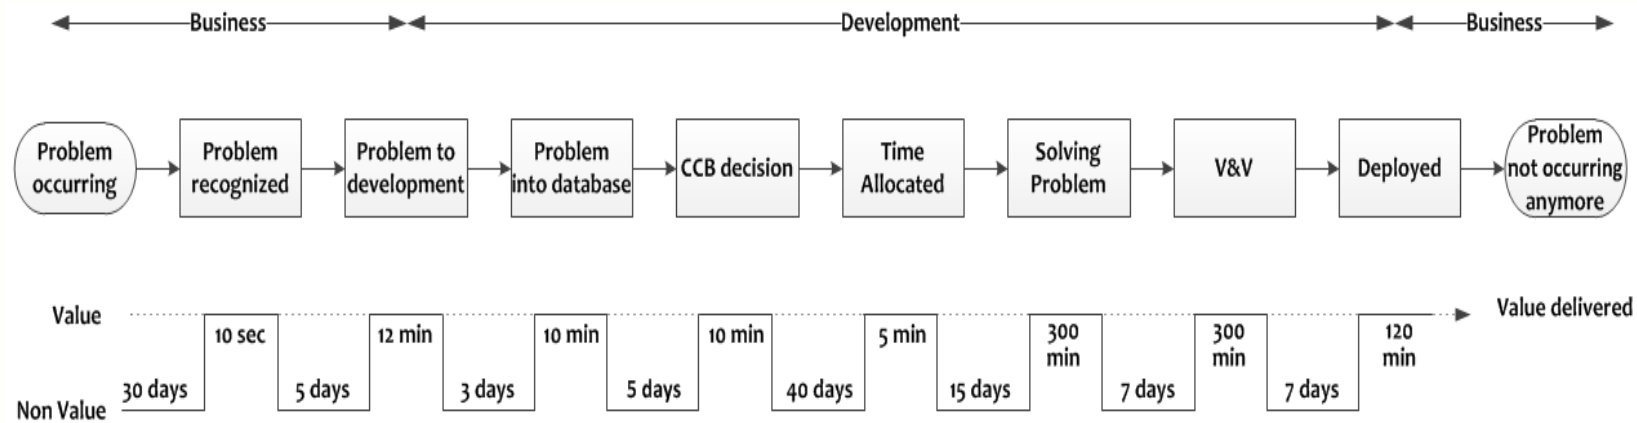 Business
Development
Business
Problem
occurring
Problem
recognized
Problem to
development
Problem
into database
CCB decision
Time
Allocated
Solving
Problem
V&V
Deployed
Problem
not occurring
anymore
Value
10 sec
12 min
10 min
10 min
5 min
300
min
300
min
120
min
Value delivered
Non Value
30 days
5 days
3 days
5 days
40 days
15 days
7 days
7 days